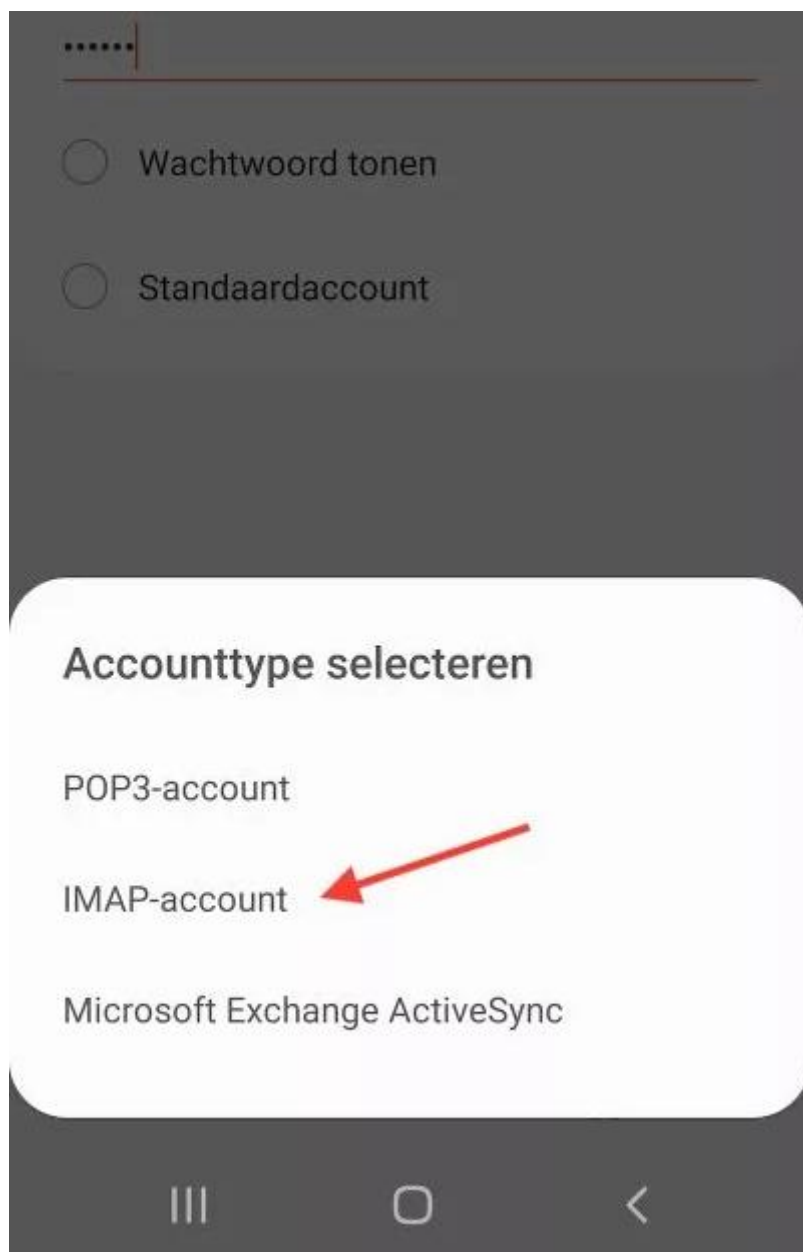 ••••••
Wachtwoord tonen
Standaardaccount
Accounttype selecteren
POP3-account
IMAP-account
Microsoft Exchange ActiveSync